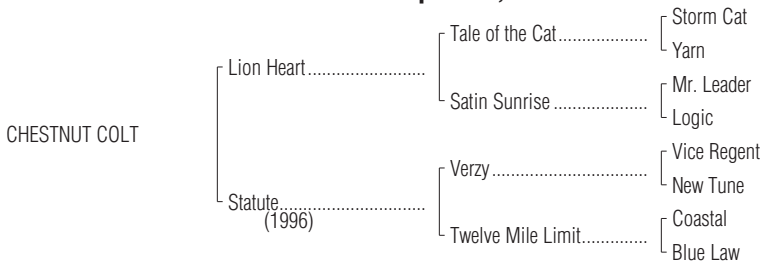 Storm Cat
Tale of the Cat
Yarn
Lion Heart
Mr. Leader
Satin Sunrise
Logic
CHESTNUT COLT
Vice Regent
Verzy
New Tune
Statute
(1996)
Coastal
Twelve Mile Limit
Blue Law